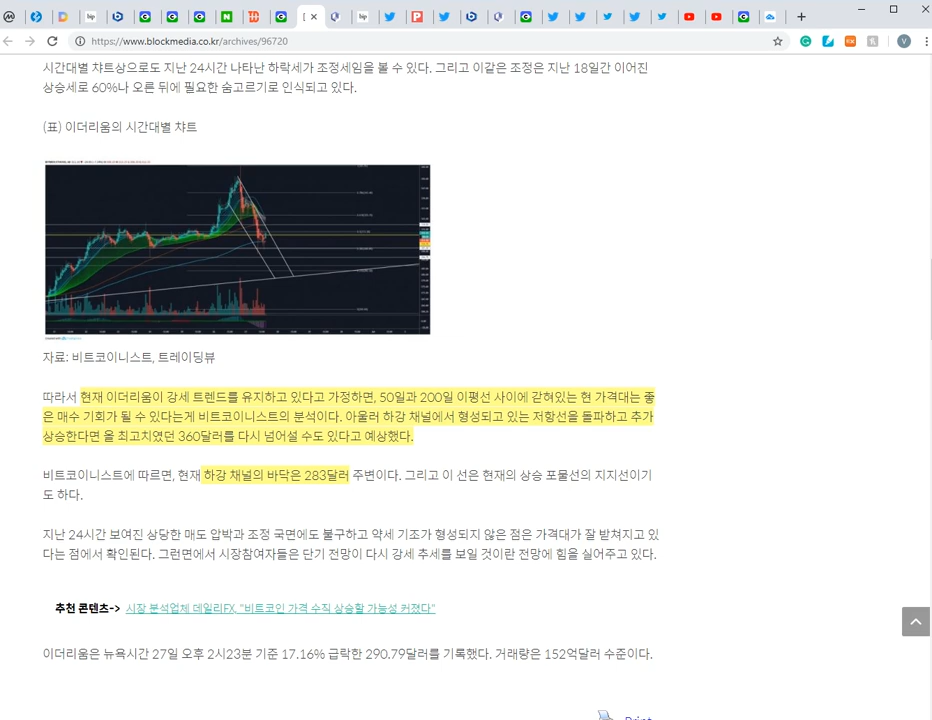 https://www.blockmedia.co.kr/archives/96720
V
시간대별 챠트상으로도 지난 24시간 나타난 하락세가 조정세임을 볼 수 있다. 그리고 이같은 조정은 지난 18일간 이어진
상승세로 60%나 오른 뒤에 필요한 숨고르기로 인식되고 있다.
(표) 이더리움의 시간대별 챠트
자료: 비트코이니스트, 트레이딩뷰
따라서 현재 이더리움이 강세 트렌드를 유지하고 있다고 가정하면, 50일과 200일 이평선 사이에 갇혀있는 현 가격대는 좋
은 매수 기회가 될 수 있다는게 비트코이니스트의 분석이다. 아울러 하강 채널에서 형성되고 있는 저항선을 돌파하고 추가
상승한다면 올 최고치였던 360달러를 다시 넘어설 수도 있다고 예상했다.
비트코이니스트에 따르면, 현재 하강 채널의 바닥은 283달러 주변이다. 그리고 이 선은 현재의 상승 포물선의 지지선이기
도 하다.
지난 24시간 보여진 상당한 매도 압박과 조정 국면에도 불구하고 약세 기조가 형성되지 않은 점은 가격대가 잘 받쳐지고 있
다는 점에서 확인된다. 그런면에서 시장참여자들은 단기 전망이 다시 강세 추세를 보일 것이란 전망에 힘을 실어주고 있다.
추천 콘텐츠-> 시장 분석업체 데일리FX, "비트코인 가격 수직 상승할 가능성 커졌다"
이더리움은 뉴욕시간 27일 오후 2시23분 기준 17.16% 급락한 290.79달러를 기록했다. 거래량은 152억달러 수준이다.
Print